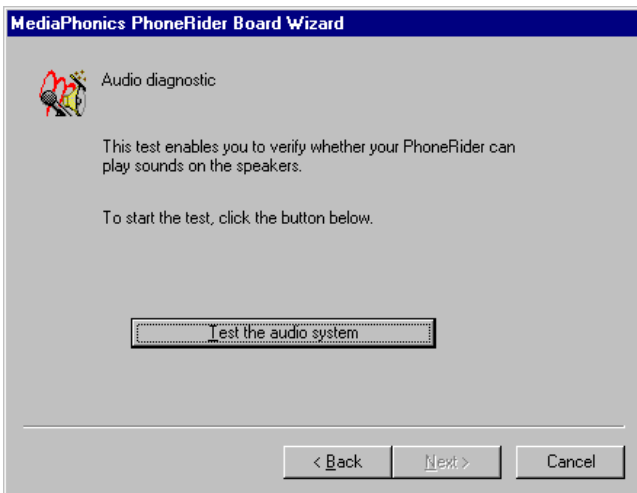 MediaPhonics PhoneRider Board Wizard
Audio diagnostic
This test enables you to verify whether your PhoneRider can
play sounds on the speakers.
To start the test, click the button below.
Test the audio system
< Back
Next >
Cancel